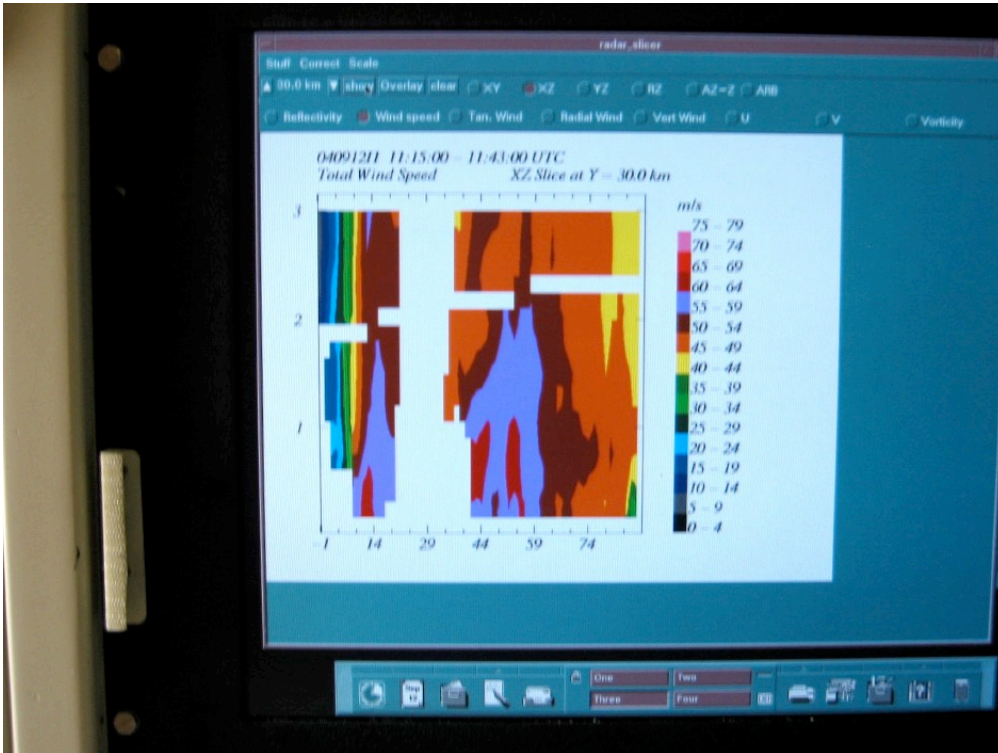 radar_slicer
Stuff Correct Scale
30.0 km show Overlay clear XY XZ YZ RZ AZ=Z ARB
Reflectivity Wind speed Tan. Wind Radial Wind Vert Wind U V Vorticity
040912I1 11:15:00 – 11:43:00 UTC
Total Wind Speed XZ Slice at Y = 30.0 km
m/s
75 – 79
70 – 74
65 – 69
60 – 64
55 – 59
50 – 54
45 – 49
40 – 44
35 – 39
30 – 34
25 – 29
20 – 24
15 – 19
10 – 14
5 – 9
0 – 4
3
2
1
-1 14 29 44 59 74
One Two
Three Four